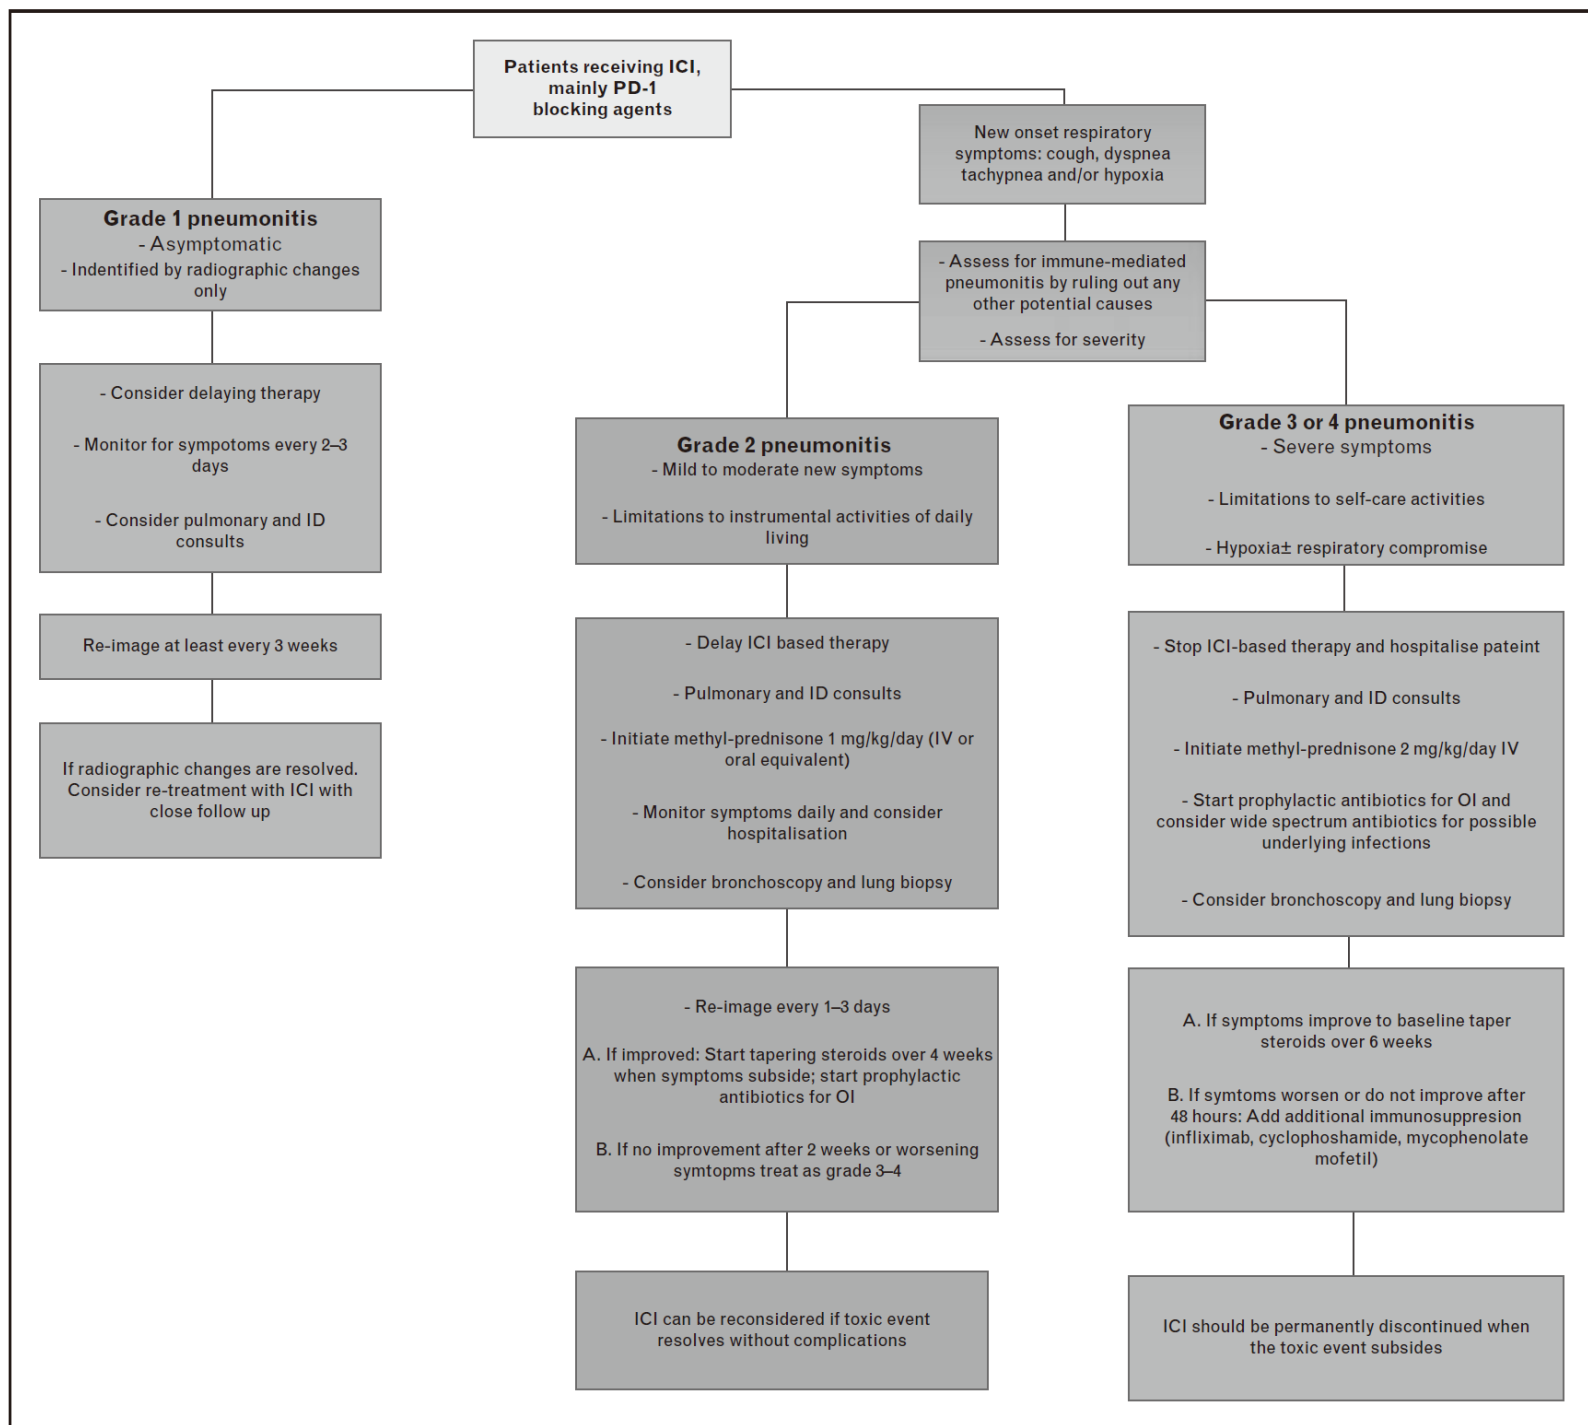 Patients receiving ICI,
mainly PD-1
blocking agents
New onset respiratory
symptoms: cough, dyspnea
tachypnea and/or hypoxia
Grade 1 pneumonitis
- Asymptomatic
- Indentified by radiographic changes
only
- Assess for immune-mediated
pneumonitis by ruling out any
other potential causes
- Assess for severity
- Consider delaying therapy
- Monitor for sympotoms every 2–3
days
- Consider pulmonary and ID
consults
Re-image at least every 3 weeks
If radiographic changes are resolved.
Consider re-treatment with ICI with
close follow up
Grade 2 pneumonitis
- Mild to moderate new symptoms
- Limitations to instrumental activities of daily
living
- Delay ICI based therapy
- Pulmonary and ID consults
- Initiate methyl-prednisone 1 mg/kg/day (IV or
oral equivalent)
- Monitor symptoms daily and consider
hospitalisation
- Consider bronchoscopy and lung biopsy
- Re-image every 1–3 days
A. If improved: Start tapering steroids over 4 weeks
when symptoms subside; start prophylactic
antibiotics for OI
B. If no improvement after 2 weeks or worsening
symtopms treat as grade 3–4
ICI can be reconsidered if toxic event
resolves without complications
Grade 3 or 4 pneumonitis
- Severe symptoms
- Limitations to self-care activities
- Hypoxia± respiratory compromise
- Stop ICI-based therapy and hospitalise pateint
- Pulmonary and ID consults
- Initiate methyl-prednisone 2 mg/kg/day IV
- Start prophylactic antibiotics for OI and
consider wide spectrum antibiotics for possible
underlying infections
- Consider bronchoscopy and lung biopsy
A. If symptoms improve to baseline taper
steroids over 6 weeks
B. If symtoms worsen or do not improve after
48 hours: Add additional immunosuppresion
(infliximab, cyclophoshamide, mycophenolate
mofetil)
ICI should be permanently discontinued when
the toxic event subsides